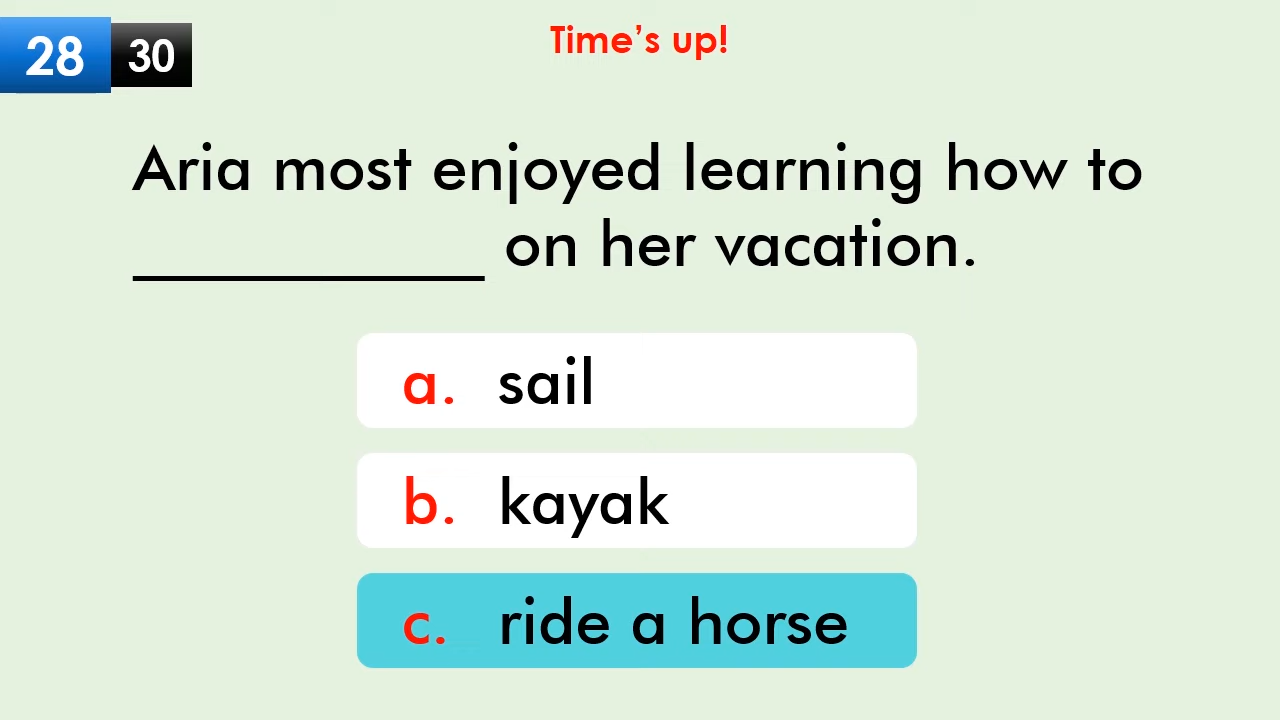 28 30
Time’s up!
Aria most enjoyed learning how to
__________ on her vacation.
a. sail
b. kayak
c. ride a horse